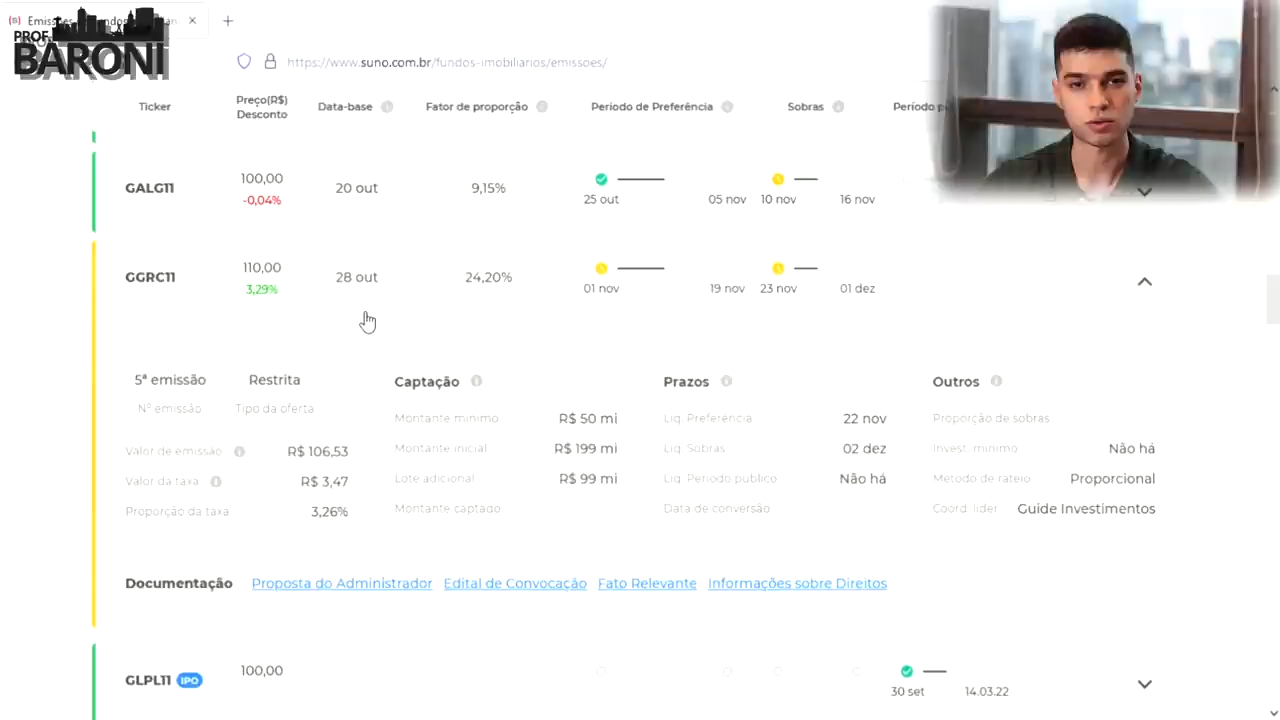 Emissões
PROF.
BARONI
https://www.suno.com.br/fundos-imobiliarios/emissoes/
Ticker
Preço(R$)
Desconto
Data-base
Fator de proporção
Período de Preferência
Sobras
GALG11
100,00
-0,04%
20 out
9,15%
25 out
05 nov
10 nov
16 nov
GGRC11
110,00
3,29%
28 out
24,20%
01 nov
19 nov
23 nov
01 dez
5ª emissão
Restrita
Nº emissão
Tipo da oferta
Valor de emissão
R$ 106,53
Valor da taxa
R$ 3,47
Proporção da taxa
3,26%
Captação
Montante mínimo
R$ 50 mi
Montante inicial
R$ 199 mi
Lote adicional
R$ 99 mi
Montante captado
Prazos
Liq. Preferência
22 nov
Liq. Sobras
02 dez
Liq. Período público
Não há
Data de conversão
Outros
Proporção de sobras
Invest. mínimo
Não há
Método de rateio
Proporcional
Coord. líder
Guide Investimentos
Documentação
Proposta do Administrador
Edital de Convocação
Fato Relevante
Informações sobre Direitos
GLPL11
IPO
100,00
30 set
14.03.22